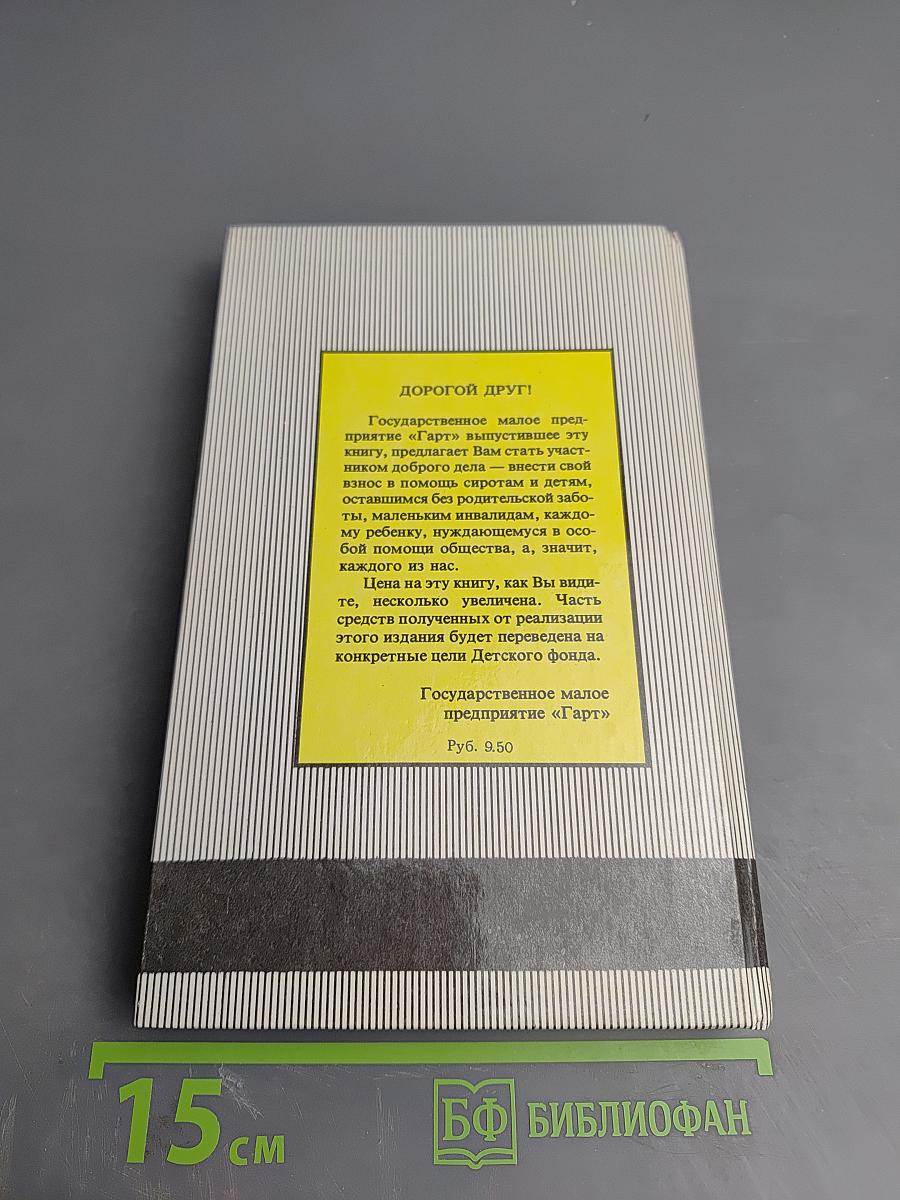 ДОРОГОЙ ДРУГ!
Государственное малое пред-
приятие «Гарт» выпустившее эту
книгу, предлагает Вам стать участ-
ником доброго дела — внести свой
взнос в помощь сиротам и детям,
оставшимся без родительской забо-
ты, маленьким инвалидам, каждо-
му ребенку, нуждающемуся в осо-
бой помощи общества, а, значит,
каждого из нас.
Цена на эту книгу, как Вы види-
те, несколько увеличена. Часть
средств полученных от реализации
этого издания будет переведена на
конкретные цели Детского фонда.
Государственное малое
предприятие «Гарт»
Руб. 9.50
15 см
БФ БИБЛИОФАН